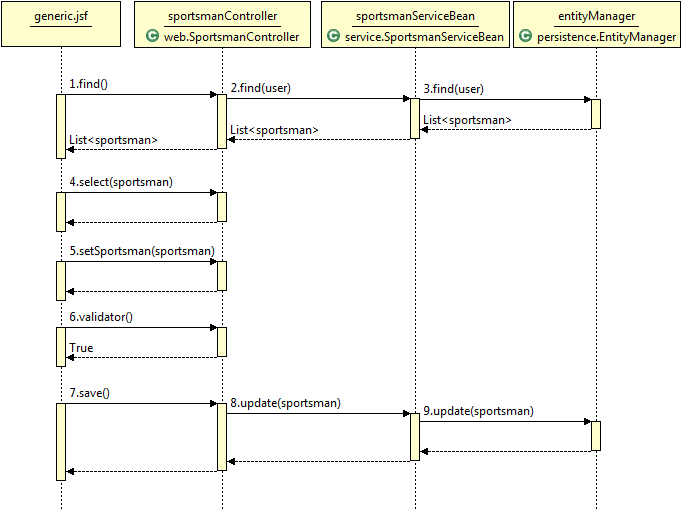 generic.jsf
sportsmanController
C web.SportsmanController
sportsmanServiceBean
C service.SportsmanServiceBean
entityManager
C persistence.EntityManager
1.find()
2.find(user)
3.find(user)
List<sportsman>
List<sportsman>
List<sportsman>
4.select(sportsman)
5.setSportsman(sportsman)
6.validator()
True
7.save()
8.update(sportsman)
9.update(sportsman)